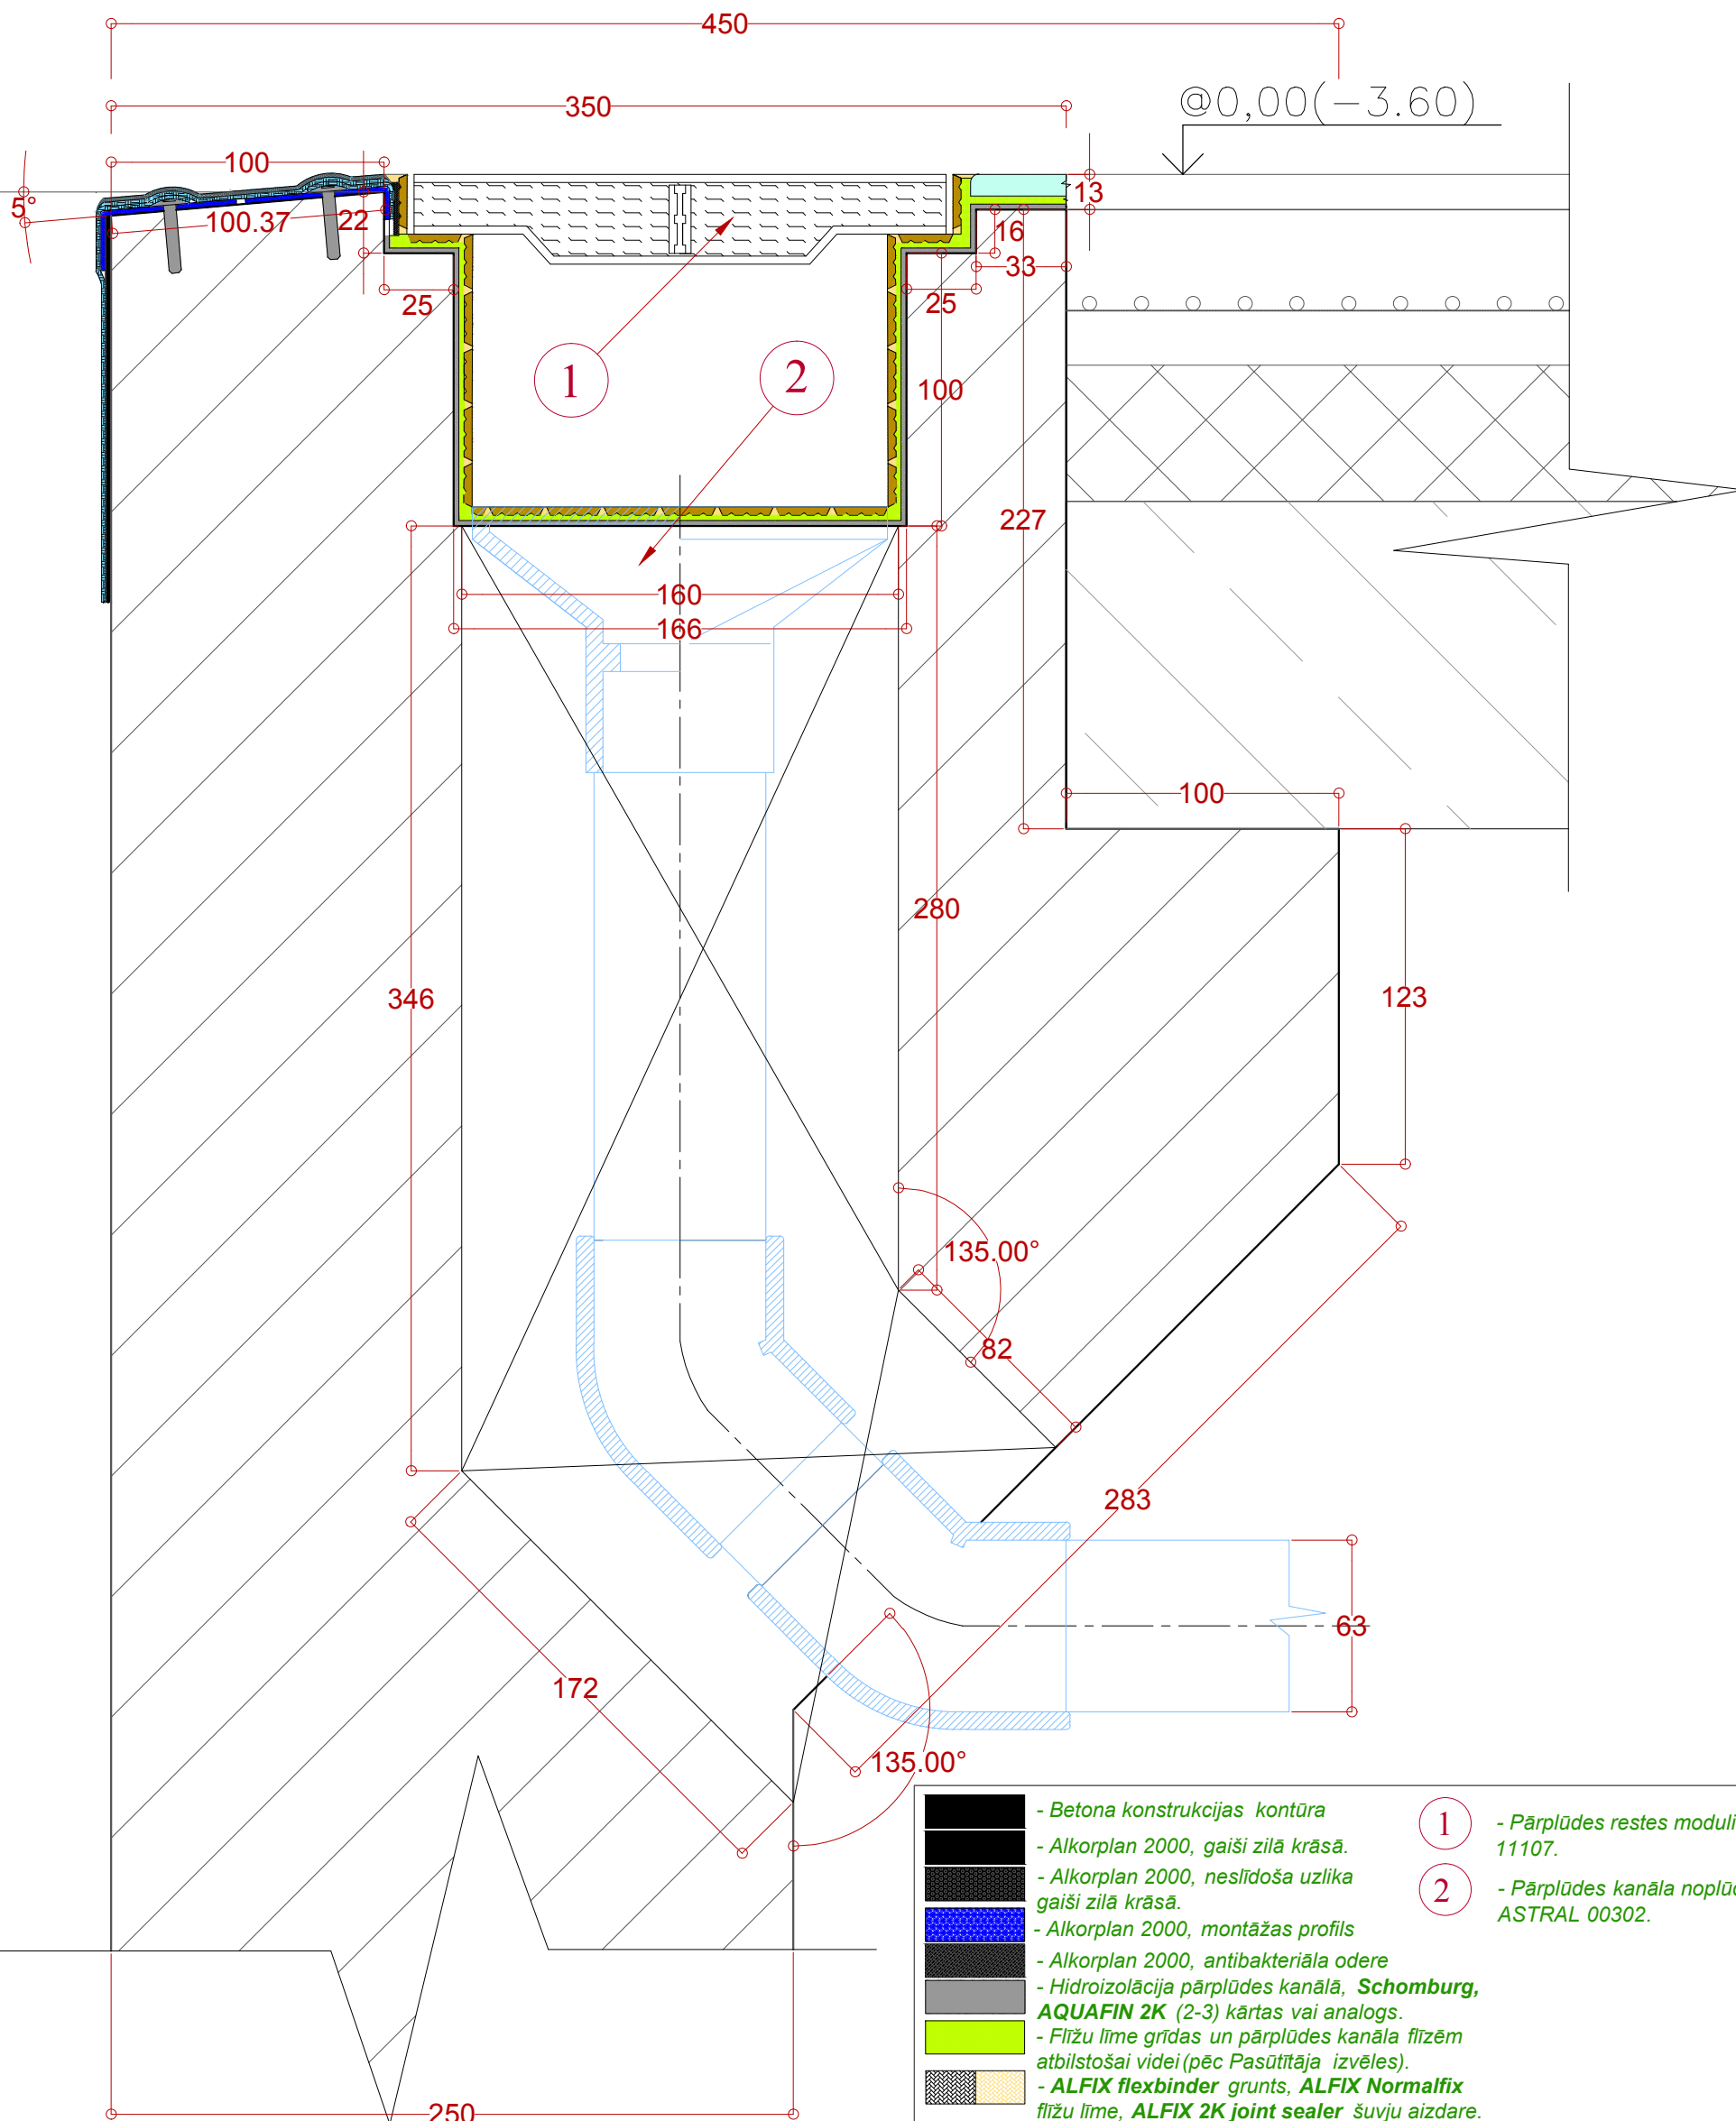 450
350
@0,00(-3.60)
100
5°
100.37
22
13
16
33
25
25
1
2
100
227
160
166
100
280
346
123
135.00°
82
283
63
172
135.00°
250
- Betona konstrukcijas kontūra
- Alkorplan 2000, gaiši zilā krāsā.
- Alkorplan 2000, neslīdoša uzlika
gaiši zilā krāsā.
- Alkorplan 2000, montāžas profils
- Alkorplan 2000, antibakteriāla odere
- Hidroizolācija pārplūdes kanālā, Schomburg,
AQUAFIN 2K (2-3) kārtas vai analogs.
- Flīžu līme grīdas un pārplūdes kanāla flīzēm
atbilstošai videi (pēc Pasūtītāja izvēles).
- ALFIX flexbinder grunts, ALFIX Normalfix
flīžu līme, ALFIX 2K joint sealer šuvju aizdare.
1
- Pārplūdes restes moduli
11107.
2
- Pārplūdes kanāla
ASTRAL 00302.